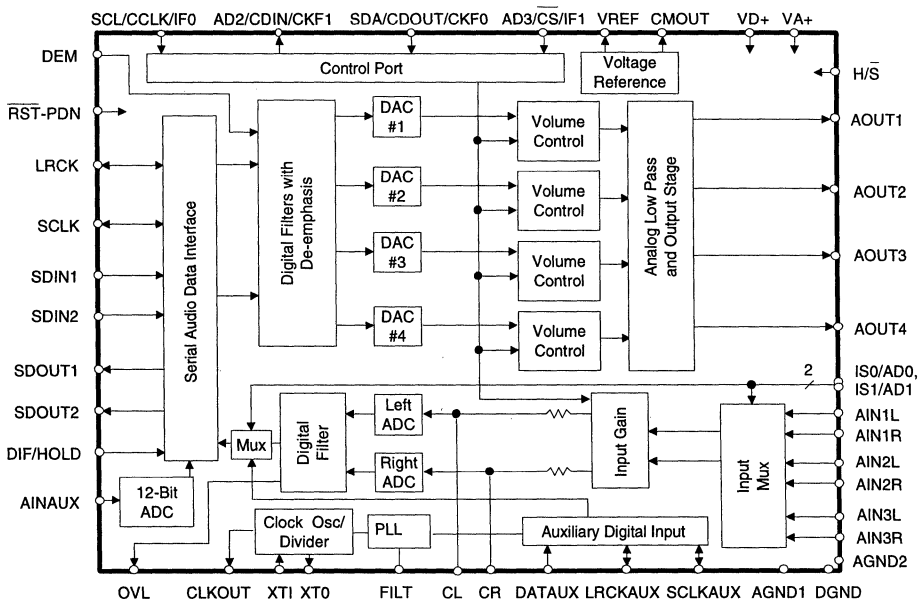 SCL/CCLK/IF0 AD2/CDIN/CKF1 SDA/CDOUT/CKF0 AD3/CS/IF1 VREF CMOUT VD+ VA+
DEM
Control Port
Voltage
Reference
H/S
RST-PDN
DAC
#1
Volume
Control
AOUT1
LRCK
DAC
#2
Volume
Control
AOUT2
SCLK
Serial Audio Data Interface
Digital Filters with
De-emphasis
Analog Low Pass
and Output Stage
SDIN1
DAC
#3
Volume
Control
AOUT3
SDIN2
DAC
#4
Volume
Control
AOUT4
SDOUT1
2
IS0/AD0,
IS1/AD1
SDOUT2
Left
ADC
AIN1L
AIN1R
Mux
Digital
Filter
Input Gain
Input
Mux
DIF/HOLD
Right
ADC
AIN2L
AIN2R
AINAUX
12-Bit
ADC
Clock Osc/
Divider
PLL
Auxiliary Digital Input
AIN3L
AIN3R
AGND2
OVL CLKOUT XTI XT0 FILT CL CR DATAUX LRCKAUX SCLKAUX AGND1 DGND